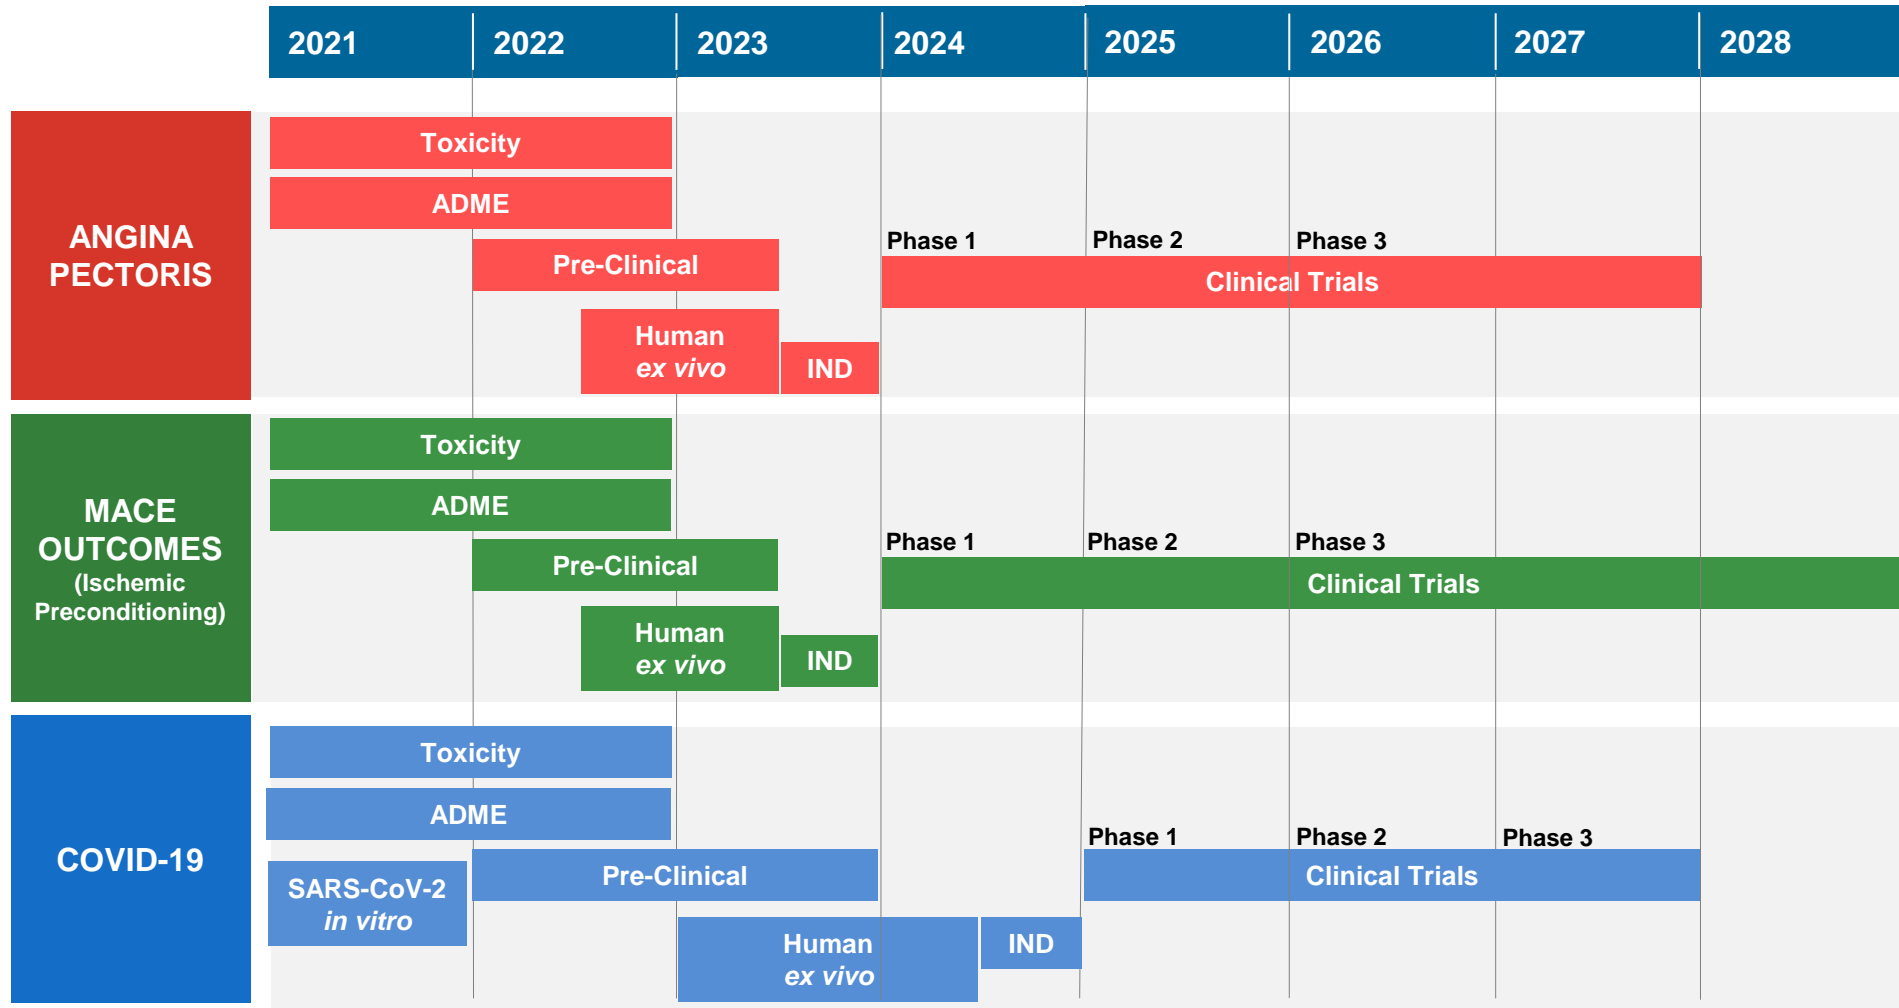 2021 2022 2023 2024 2025 2026 2027 2028
ANGINA
PECTORIS
Toxicity
ADME
Pre-Clinical
Human
ex vivo
IND
Phase 1 Phase 2 Phase 3
Clinical Trials
MACE
OUTCOMES
(Ischemic
Preconditioning)
Toxicity
ADME
Pre-Clinical
Human
ex vivo
IND
Phase 1 Phase 2 Phase 3
Clinical Trials
COVID-19
Toxicity
ADME
SARS-CoV-2
in vitro
Pre-Clinical
Human
ex vivo
IND
Phase 1 Phase 2 Phase 3
Clinical Trials